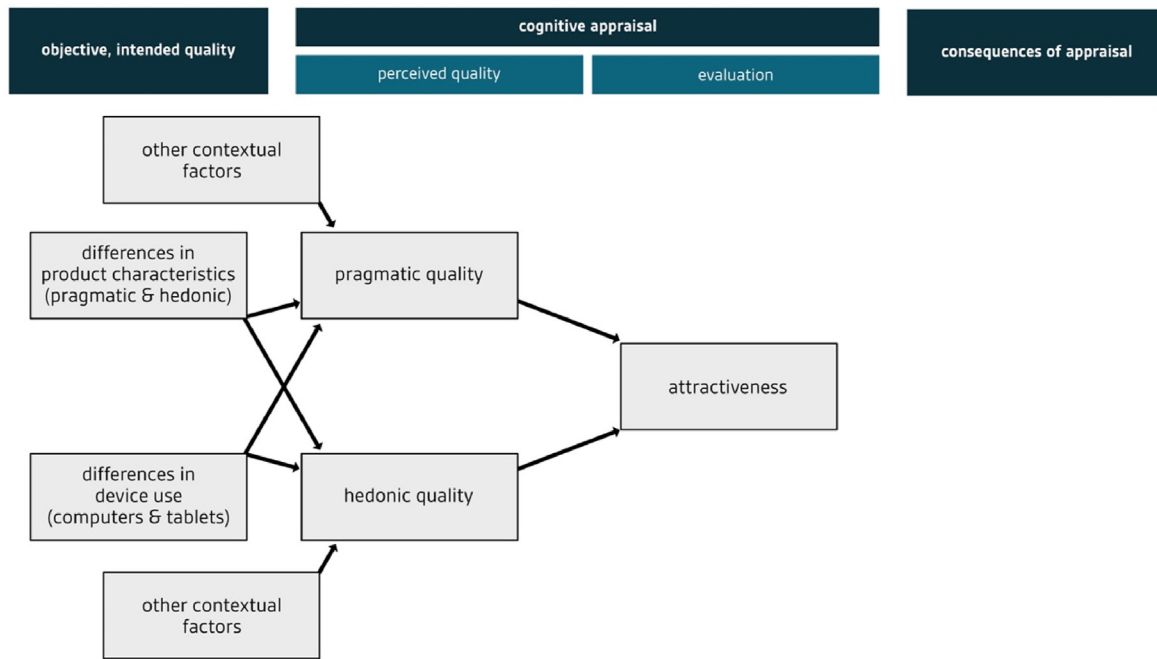 objective, intended quality
cognitive appraisal
perceived quality
evaluation
consequences of appraisal
other contextual
factors
differences in
product characteristics
(pragmatic & hedonic)
pragmatic quality
attractiveness
differences in
device use
(computers & tablets)
hedonic quality
other contextual
factors